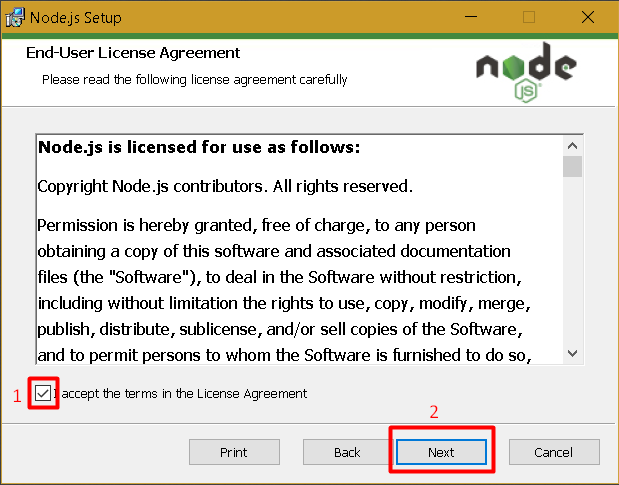 Node.js Setup
End-User License Agreement
Please read the following license agreement carefully
node
JS
Node.js is licensed for use as follows:
Copyright Node.js contributors. All rights reserved.
Permission is hereby granted, free of charge, to any person
obtaining a copy of this software and associated documentation
files (the "Software"), to deal in the Software without restriction,
including without limitation the rights to use, copy, modify, merge,
publish, distribute, sublicense, and/or sell copies of the Software,
and to permit persons to whom the Software is furnished to do so,
1 I accept the terms in the License Agreement
2
Print Back Next Cancel